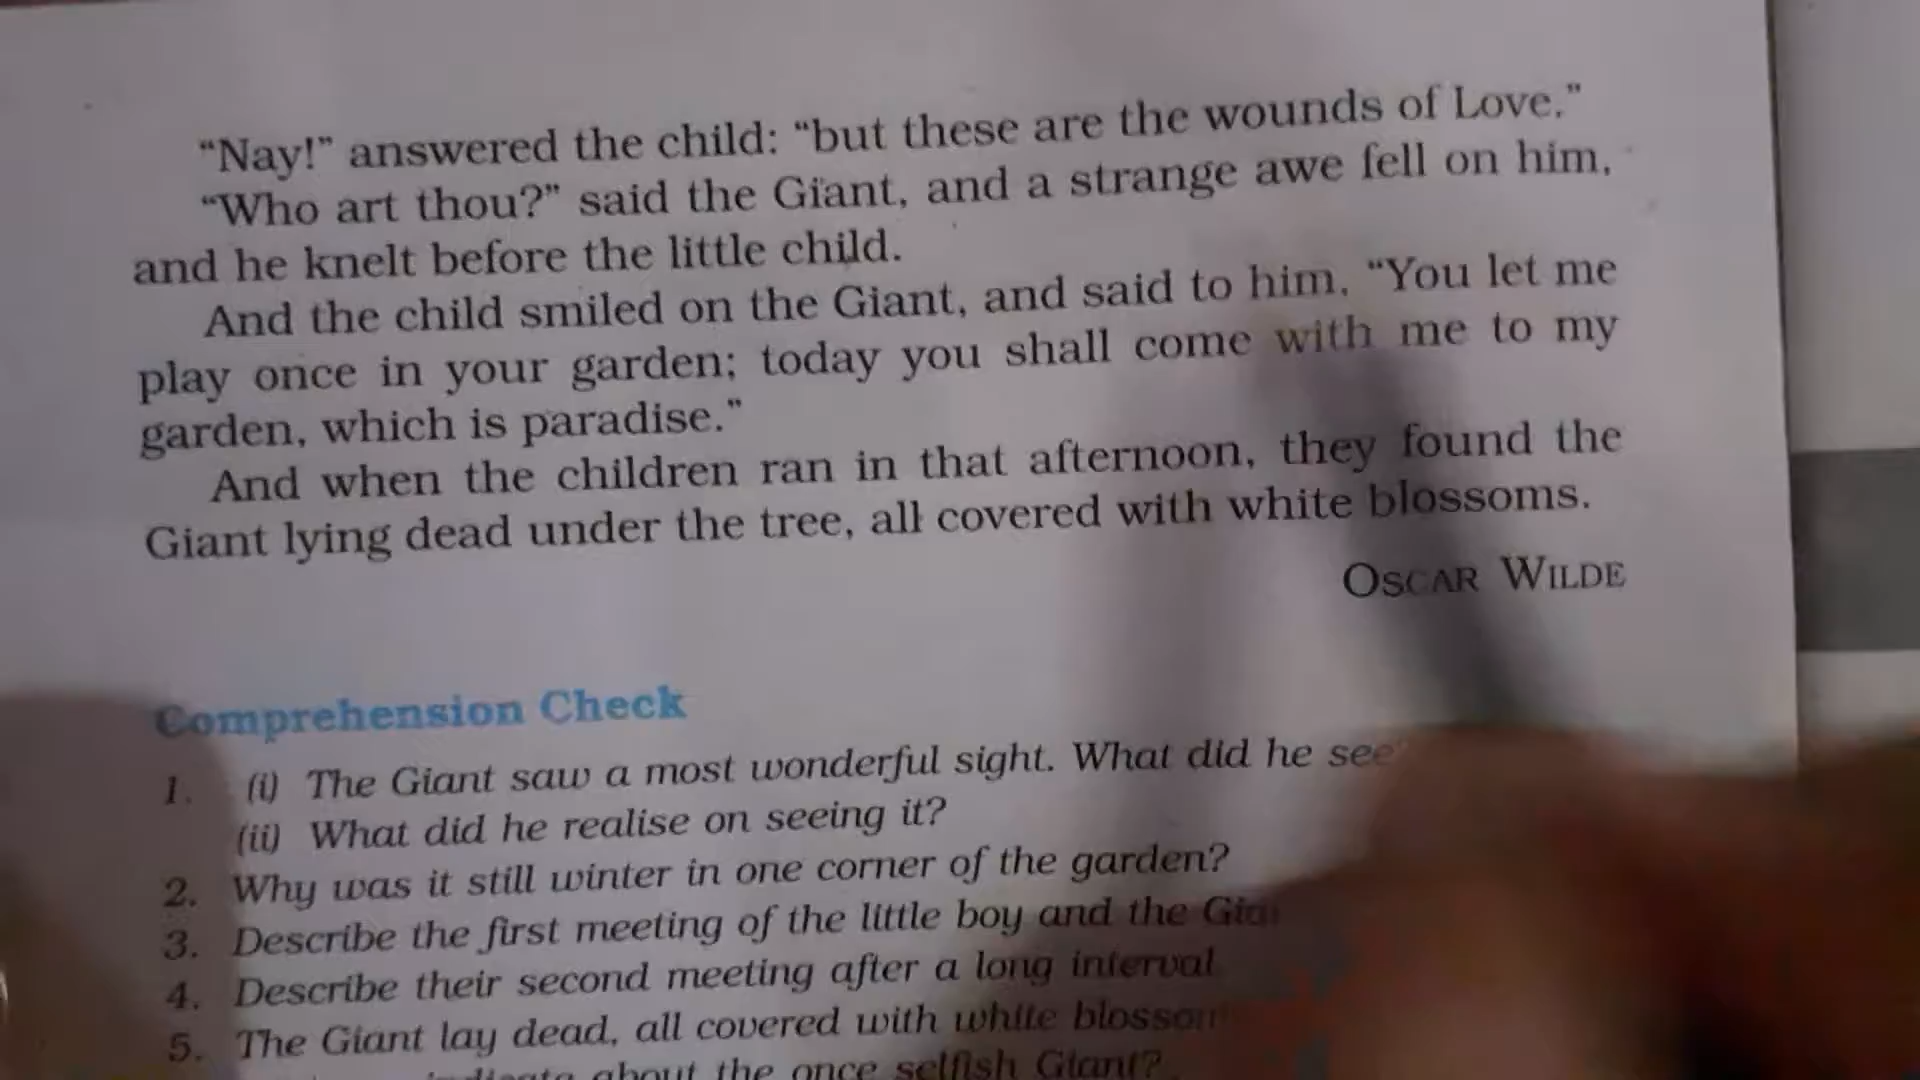 “Nay!” answered the child: “but these are the wounds of Love.”
“Who art thou?” said the Giant, and a strange awe fell on him,
and he knelt before the little child.
And the child smiled on the Giant, and said to him, “You let me
play once in your garden; today you shall come with me to my
garden, which is paradise.”
And when the children ran in that afternoon, they found the
Giant lying dead under the tree, all covered with white blossoms.
OSCAR WILDE
Comprehension Check
1. (i) The Giant saw a most wonderful sight. What did he see
(ii) What did he realise on seeing it?
2. Why was it still winter in one corner of the garden?
3. Describe the first meeting of the little boy and the
4. Describe their second meeting after a long interval.
5. The Giant lay dead, all covered with white
indicate about the once selfish Giant?